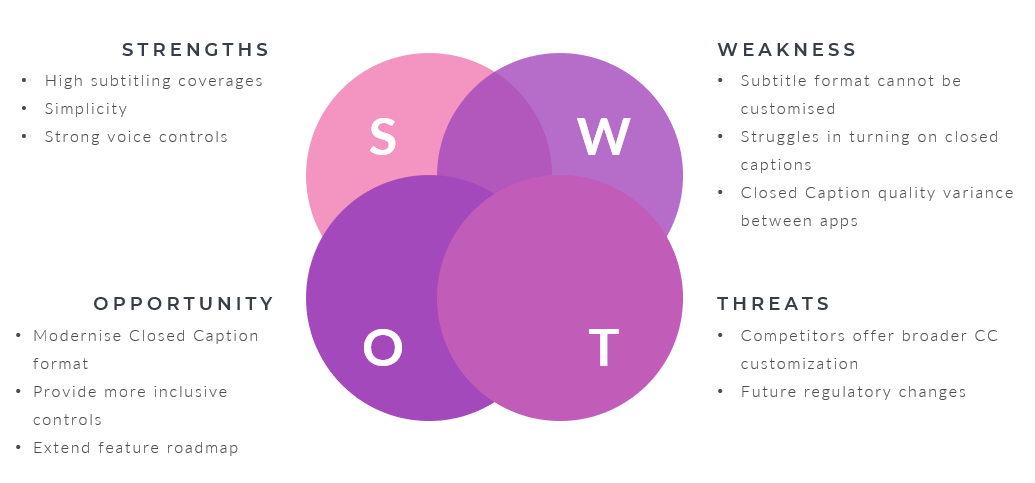 STRENGTHS
• High subtitling coverages
• Simplicity
• Strong voice controls
S
W
WEAKNESS
• Subtitle format cannot be
customised
• Struggles in turning on closed
captions
• Closed Caption quality variance
between apps
OPPORTUNITY
• Modernise Closed Caption
format
• Provide more inclusive
controls
• Extend feature roadmap
O
T
THREATS
• Competitors offer broader CC
customization
• Future regulatory changes